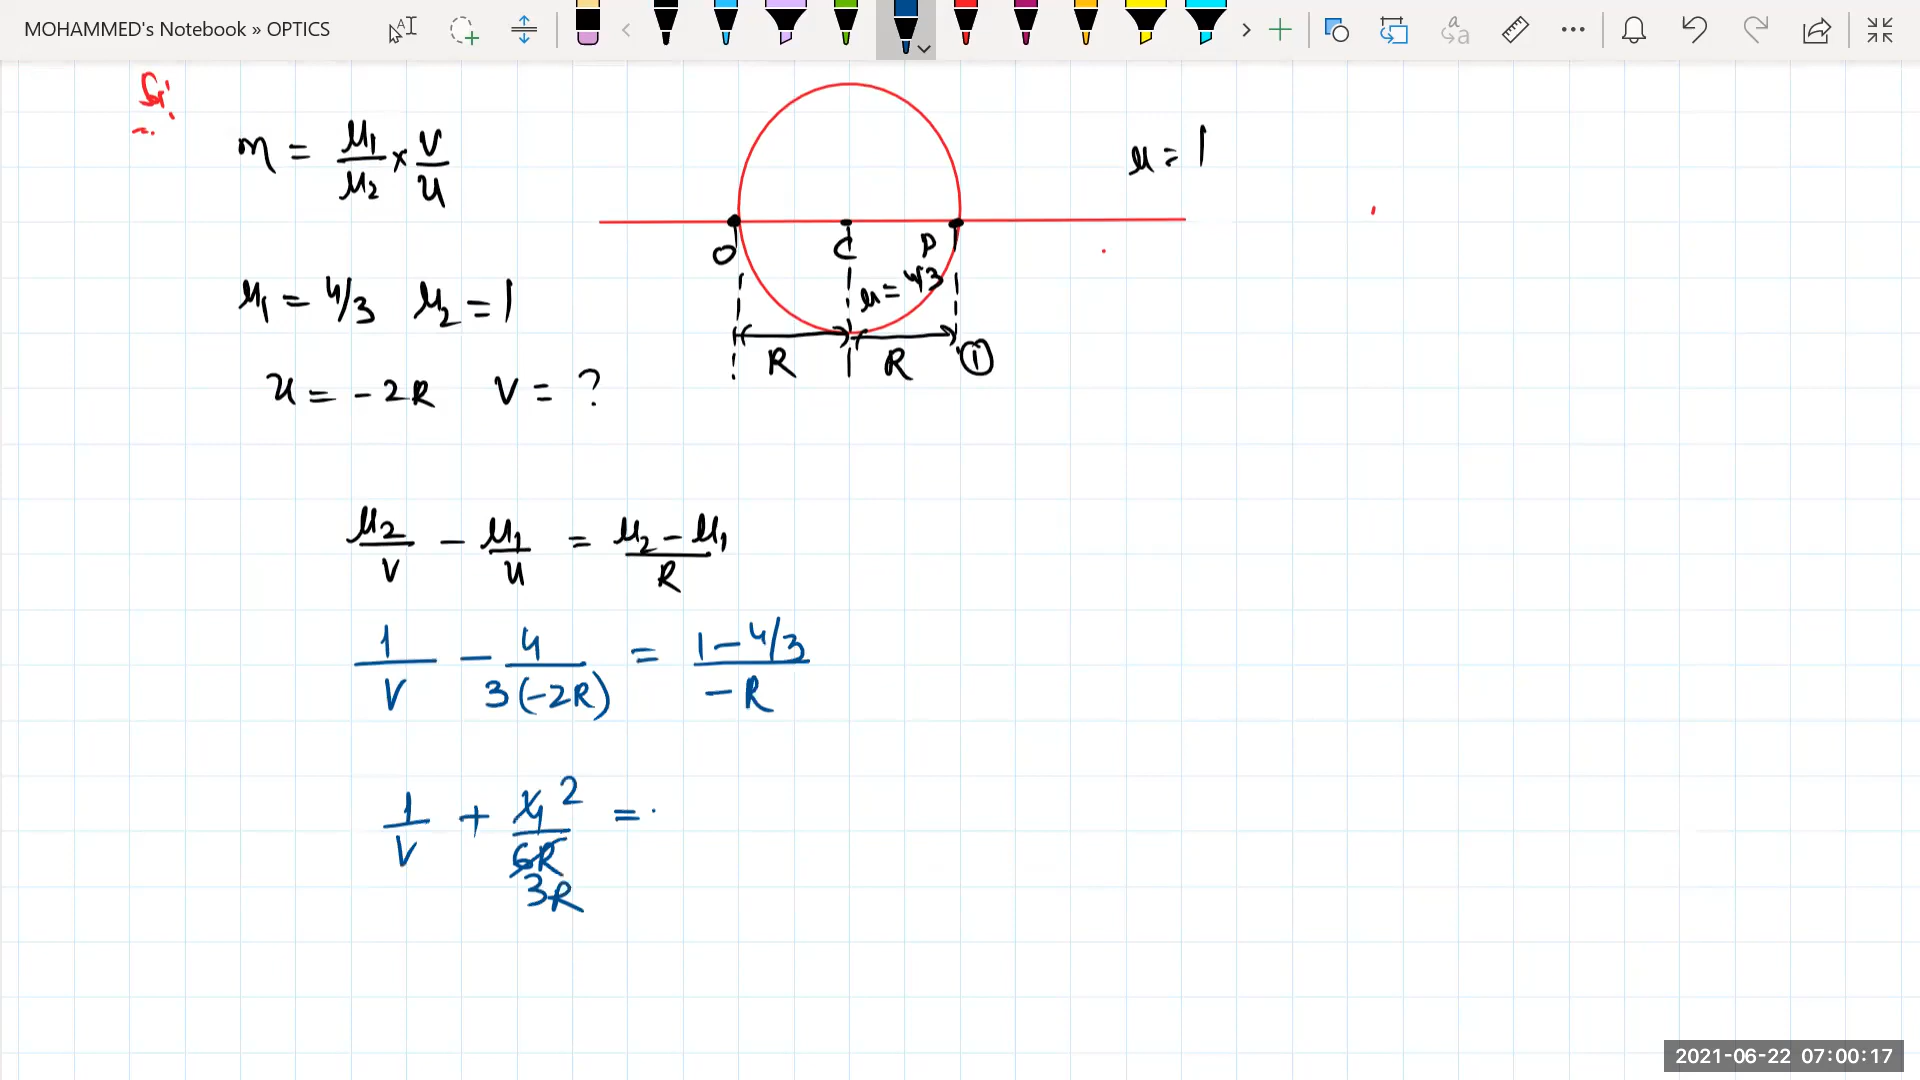 MOHAMMED's Notebook » OPTICS
m = μ₁/μ₂ × v/u
μ = 1
O C P
μ = 4/3
μ₁ = 4/3 μ₂ = 1
R R ①
u = -2R v = ?
μ₂/v - μ₁/u = μ₂ - μ₁/R
1/v - 4/3(-2R) = 1 - 4/3/-R
1/v + 4 2/6R 3R =
2021-06-22 07:00:17